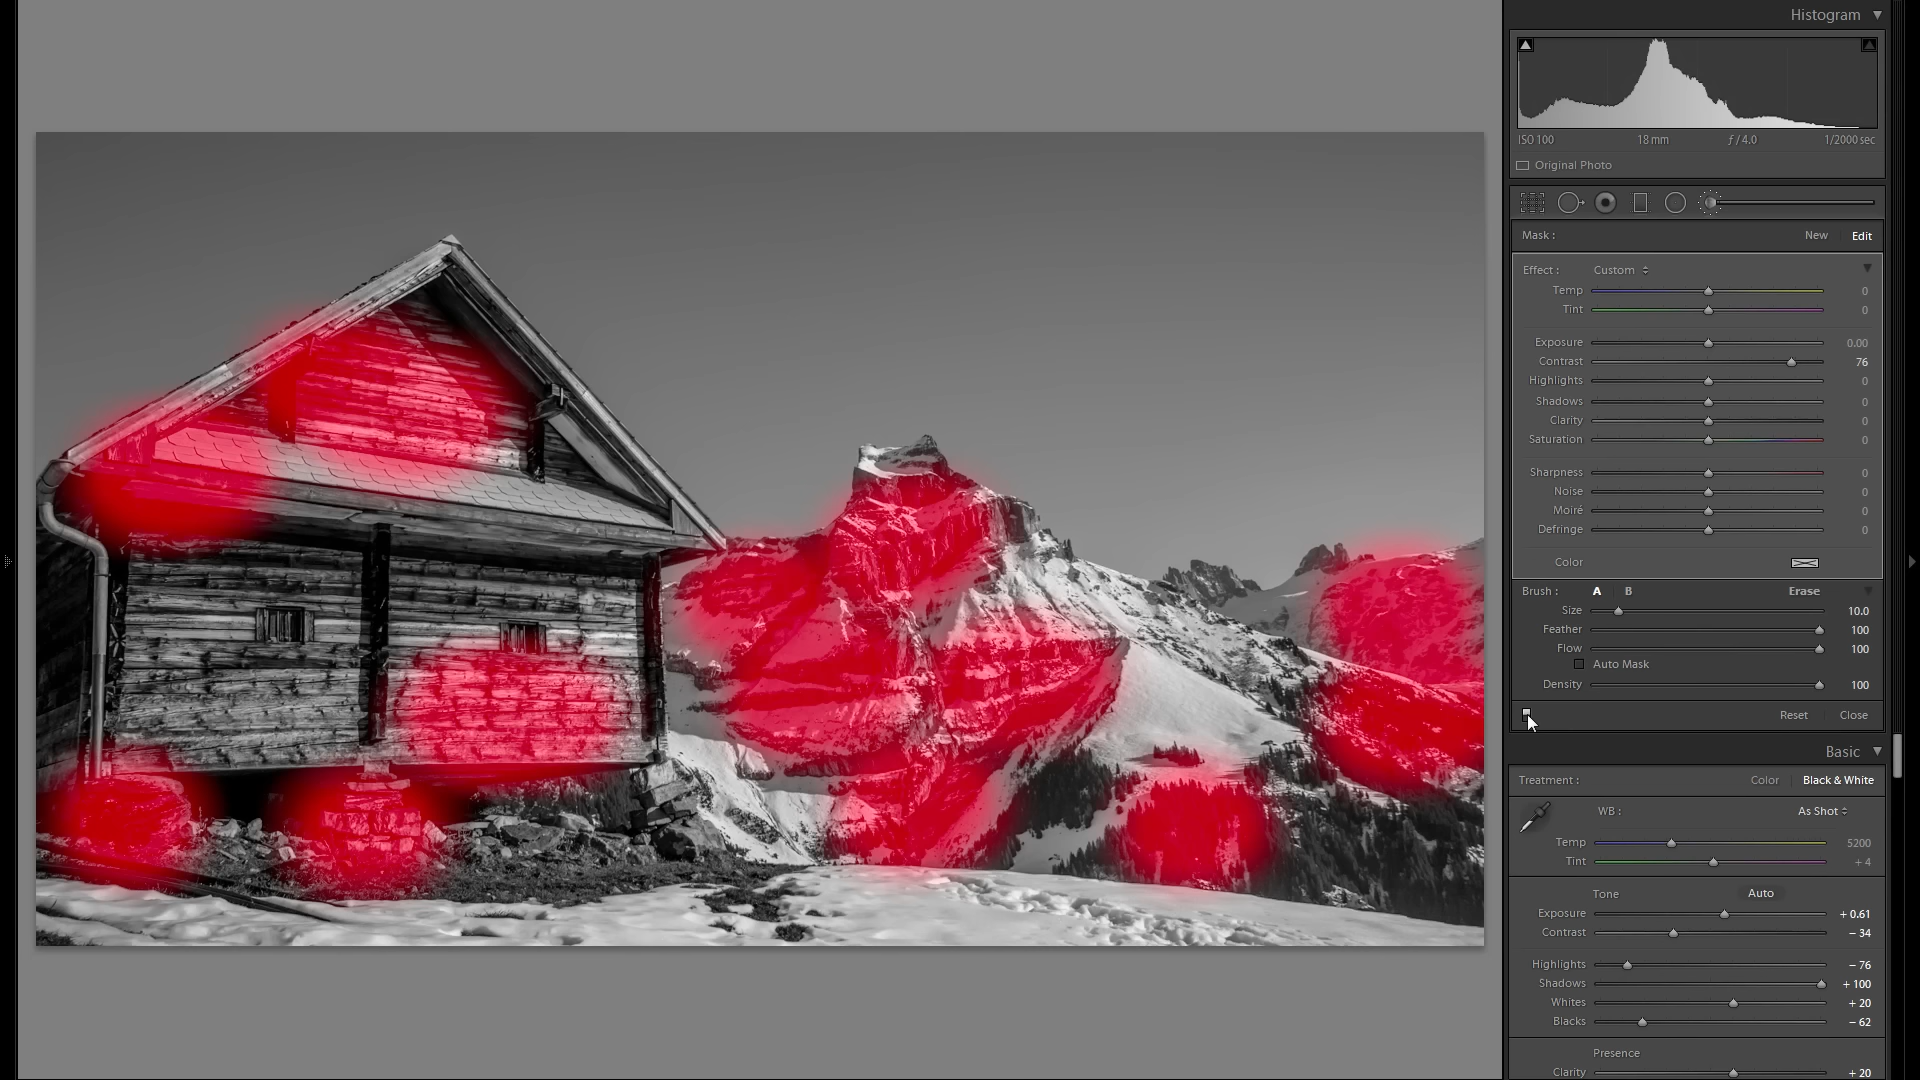 Histogram
ISO 100 18 mm ƒ / 4.0 1/2000 sec
Original Photo
Mask : New Edit
Effect : Custom
Temp 0
Tint 0
Exposure 0.00
Contrast 76
Highlights 0
Shadows 0
Clarity 0
Saturation 0
Sharpness 0
Noise 0
Moiré 0
Defringe 0
Color
Brush : A B Erase
Size 10.0
Feather 100
Flow 100
Auto Mask
Density 100
Reset Close
Basic
Treatment : Color Black & White
WB : As Shot
Temp 5200
Tint + 4
Tone Auto
Exposure + 0.61
Contrast – 34
Highlights – 76
Shadows + 100
Whites + 20
Blacks – 62
Presence
Clarity + 20